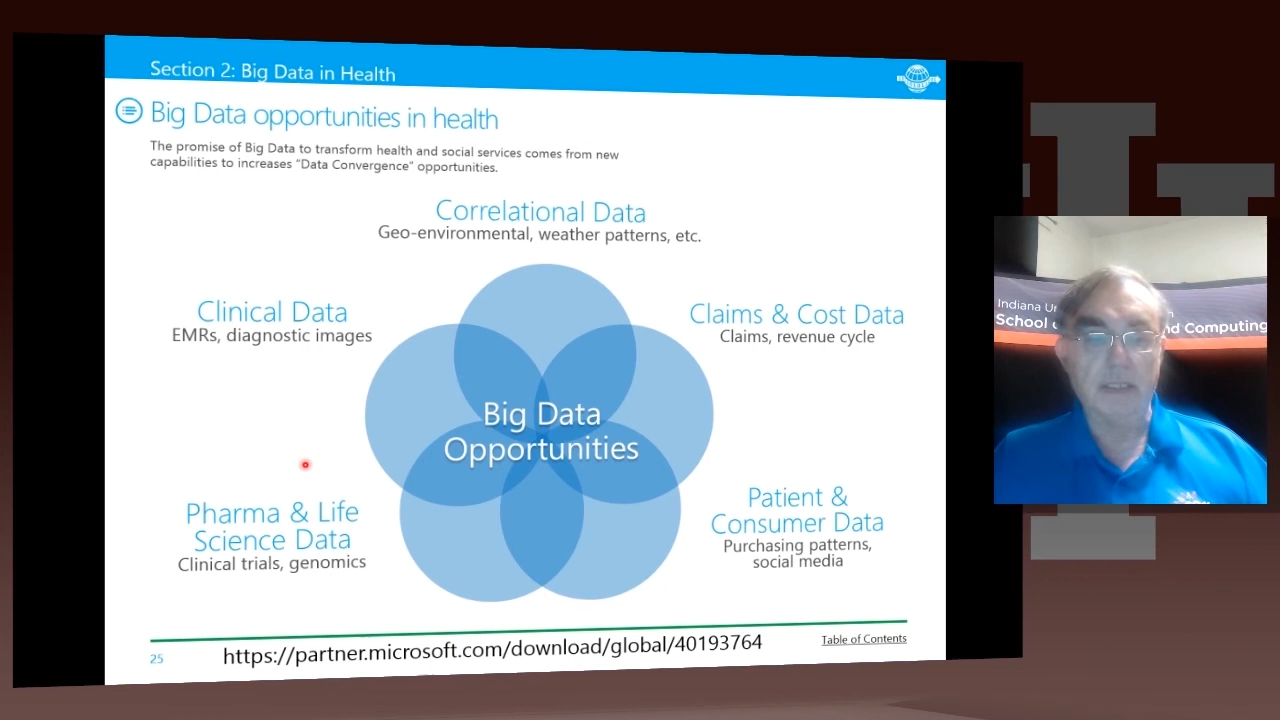 Section 2: Big Data in Health
Big Data opportunities in health
The promise of Big Data to transform health and social services comes from new
capabilities to increases “Data Convergence” opportunities.
Correlational Data
Geo-environmental, weather patterns, etc.
Clinical Data
EMRs, diagnostic images
Claims & Cost Data
Claims, revenue cycle
Big Data
Opportunities
Pharma & Life
Science Data
Clinical trials, genomics
Patient &
Consumer Data
Purchasing patterns,
social media
25
https://partner.microsoft.com/download/global/40193764
Table of Contents
Indiana
School
nd Computing